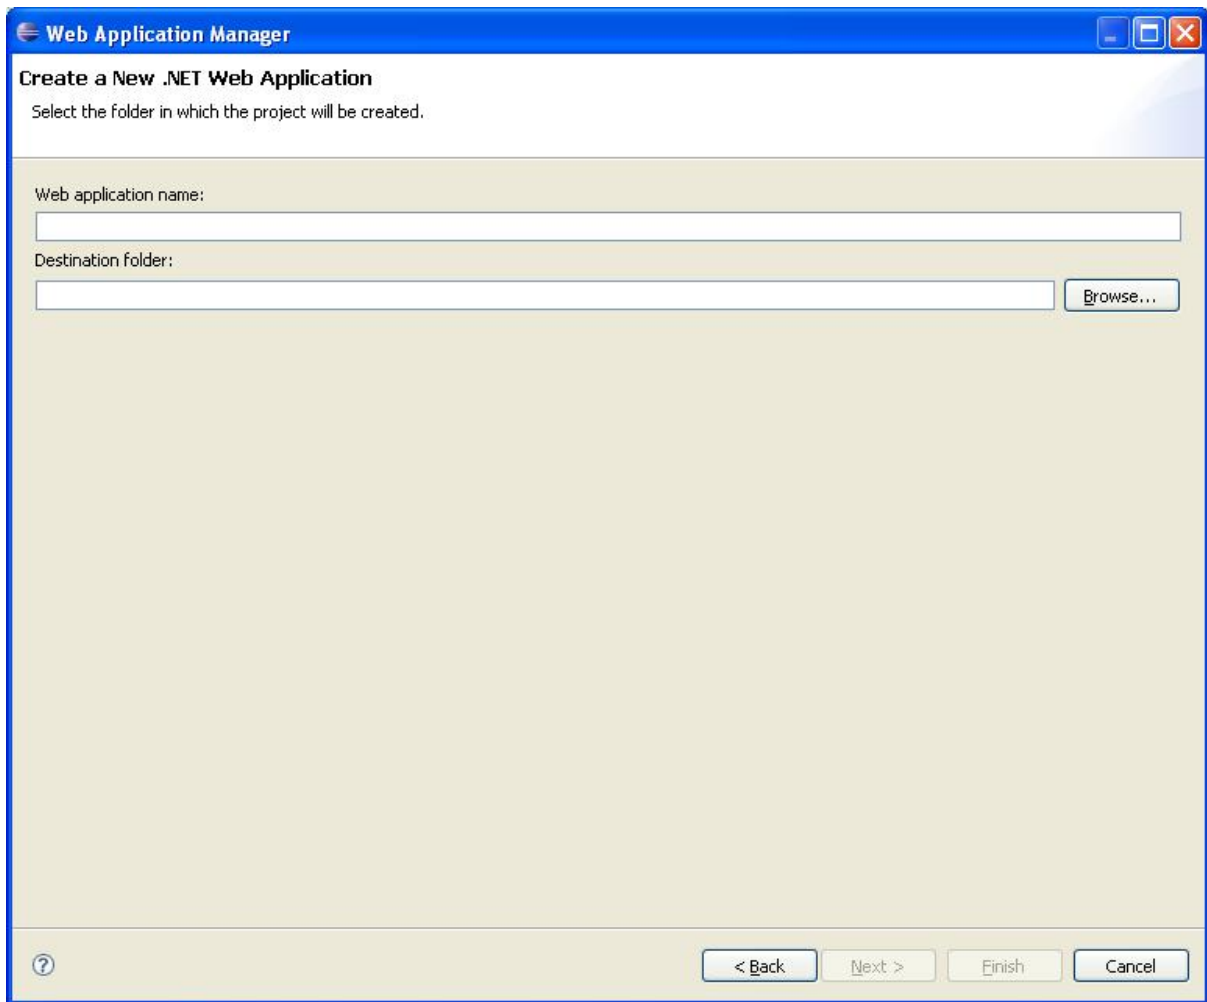 Web Application Manager
Create a New .NET Web Application
Select the folder in which the project will be created.
Web application name:
Destination folder:
Browse...
?
< Back Next > Finish Cancel